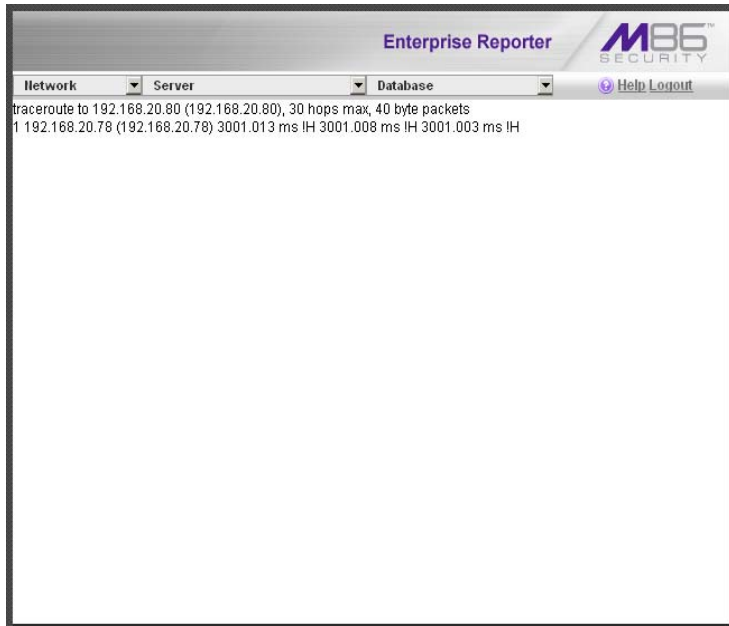 Enterprise Reporter
M86™
SECURITY
Network
Server
Database
Help Logout
traceroute to 192.168.20.80 (192.168.20.80), 30 hops max, 40 byte packets
1 192.168.20.78 (192.168.20.78) 3001.013 ms !H 3001.008 ms !H 3001.003 ms !H